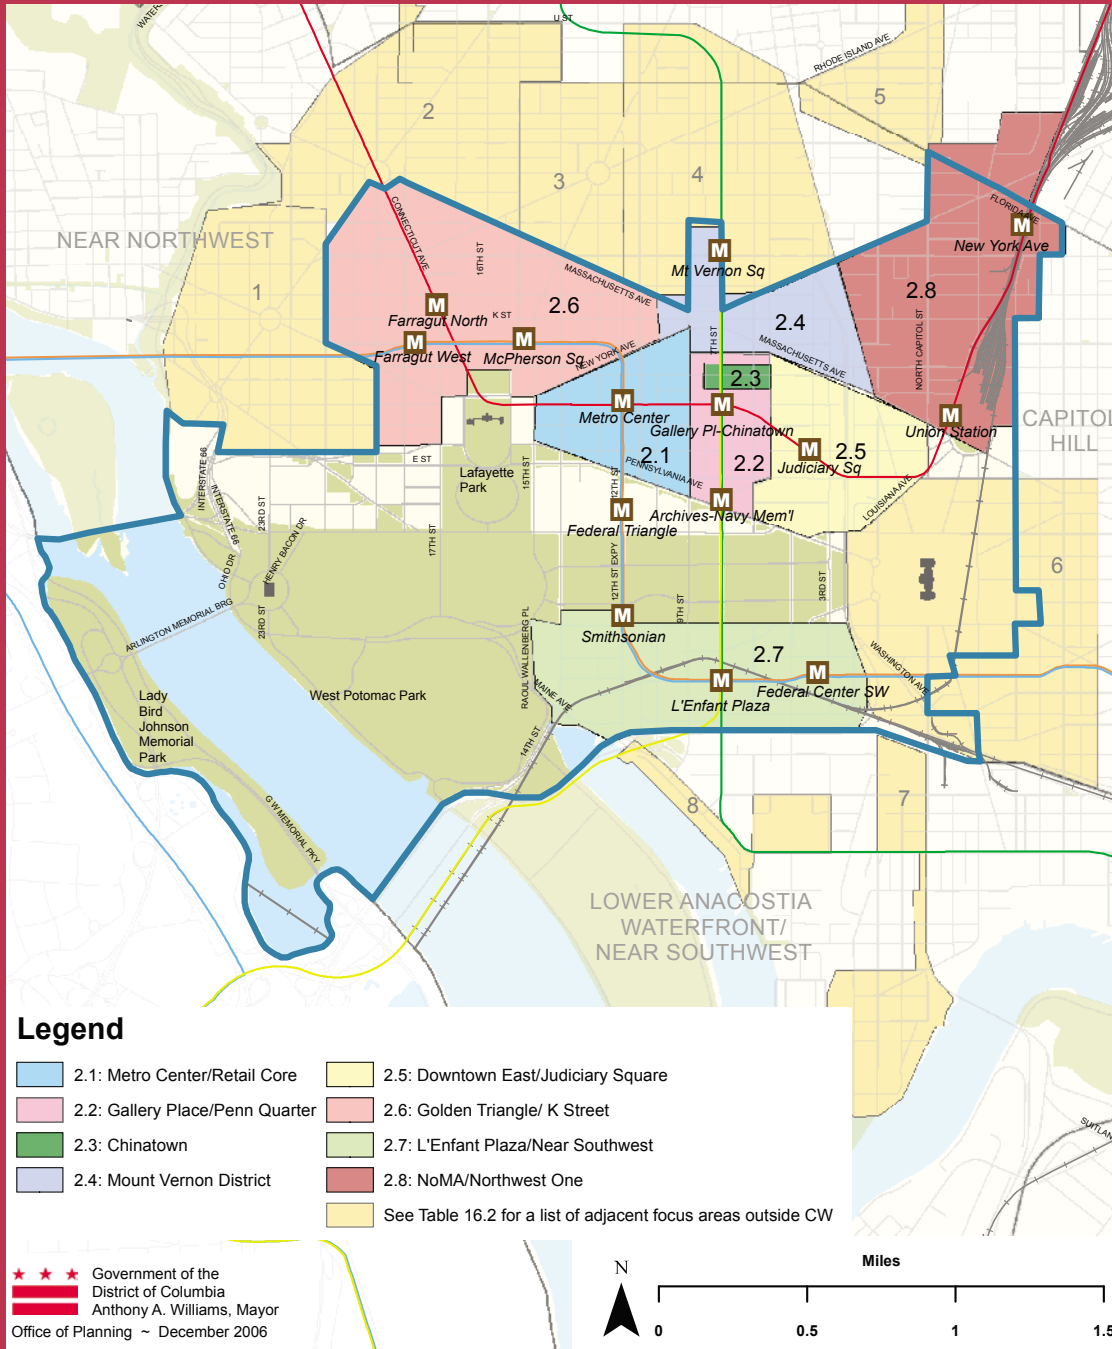 U ST
RHODE ISLAND AVE
5
2
3
4
NEAR NORTHWEST
CONNECTICUT AVE
16TH ST
MASSACHUSETTS AVE
1
FLORIDA AVE
M
New York Ave
M
Mt Vernon Sq
2.8
2.6
M
Farragut North
K ST
2.4
7TH ST
MASSACHUSETTS AVE
NORTH CAPITOL ST
M
Farragut West
M
McPherson Sq
NEW YORK AVE
2.3
M
Metro Center
M
Gallery Pl-Chinatown
M
Union Station
CAPITOL
HILL
2.1
2.2
M
Judiciary Sq
2.5
E ST
Lafayette
Park
15TH ST
12TH ST
PENNSYLVANIA AVE
LOUISIANA AVE
INTERSTATE 66
INTERSTATE 66
23RD ST
HENRY BACON DR
17TH ST
M
Archives-Navy Mem'l
M
Federal Triangle
OHIO DR
12TH ST EXPY
9TH ST
3RD ST
6
ARLINGTON MEMORIAL BRG
23RD ST
RAOUL WALLENBERG PL
M
Smithsonian
2.7
WASHINGTON AVE
M
L'Enfant Plaza
M
Federal Center SW
Lady
Bird
Johnson
Memorial
Park
West Potomac Park
MAINE AVE
14TH ST
G W MEMORIAL PKY
8
7
LOWER ANACOSTIA
WATERFRONT/
NEAR SOUTHWEST
Legend
2.1: Metro Center/Retail Core
2.2: Gallery Place/Penn Quarter
2.3: Chinatown
2.4: Mount Vernon District
2.5: Downtown East/Judiciary Square
2.6: Golden Triangle/ K Street
2.7: L'Enfant Plaza/Near Southwest
2.8: NoMA/Northwest One
See Table 16.2 for a list of adjacent focus areas outside CW
Government of the
District of Columbia
Anthony A. Williams, Mayor
Office of Planning ~ December 2006
N
Miles
0 0.5 1 1.5